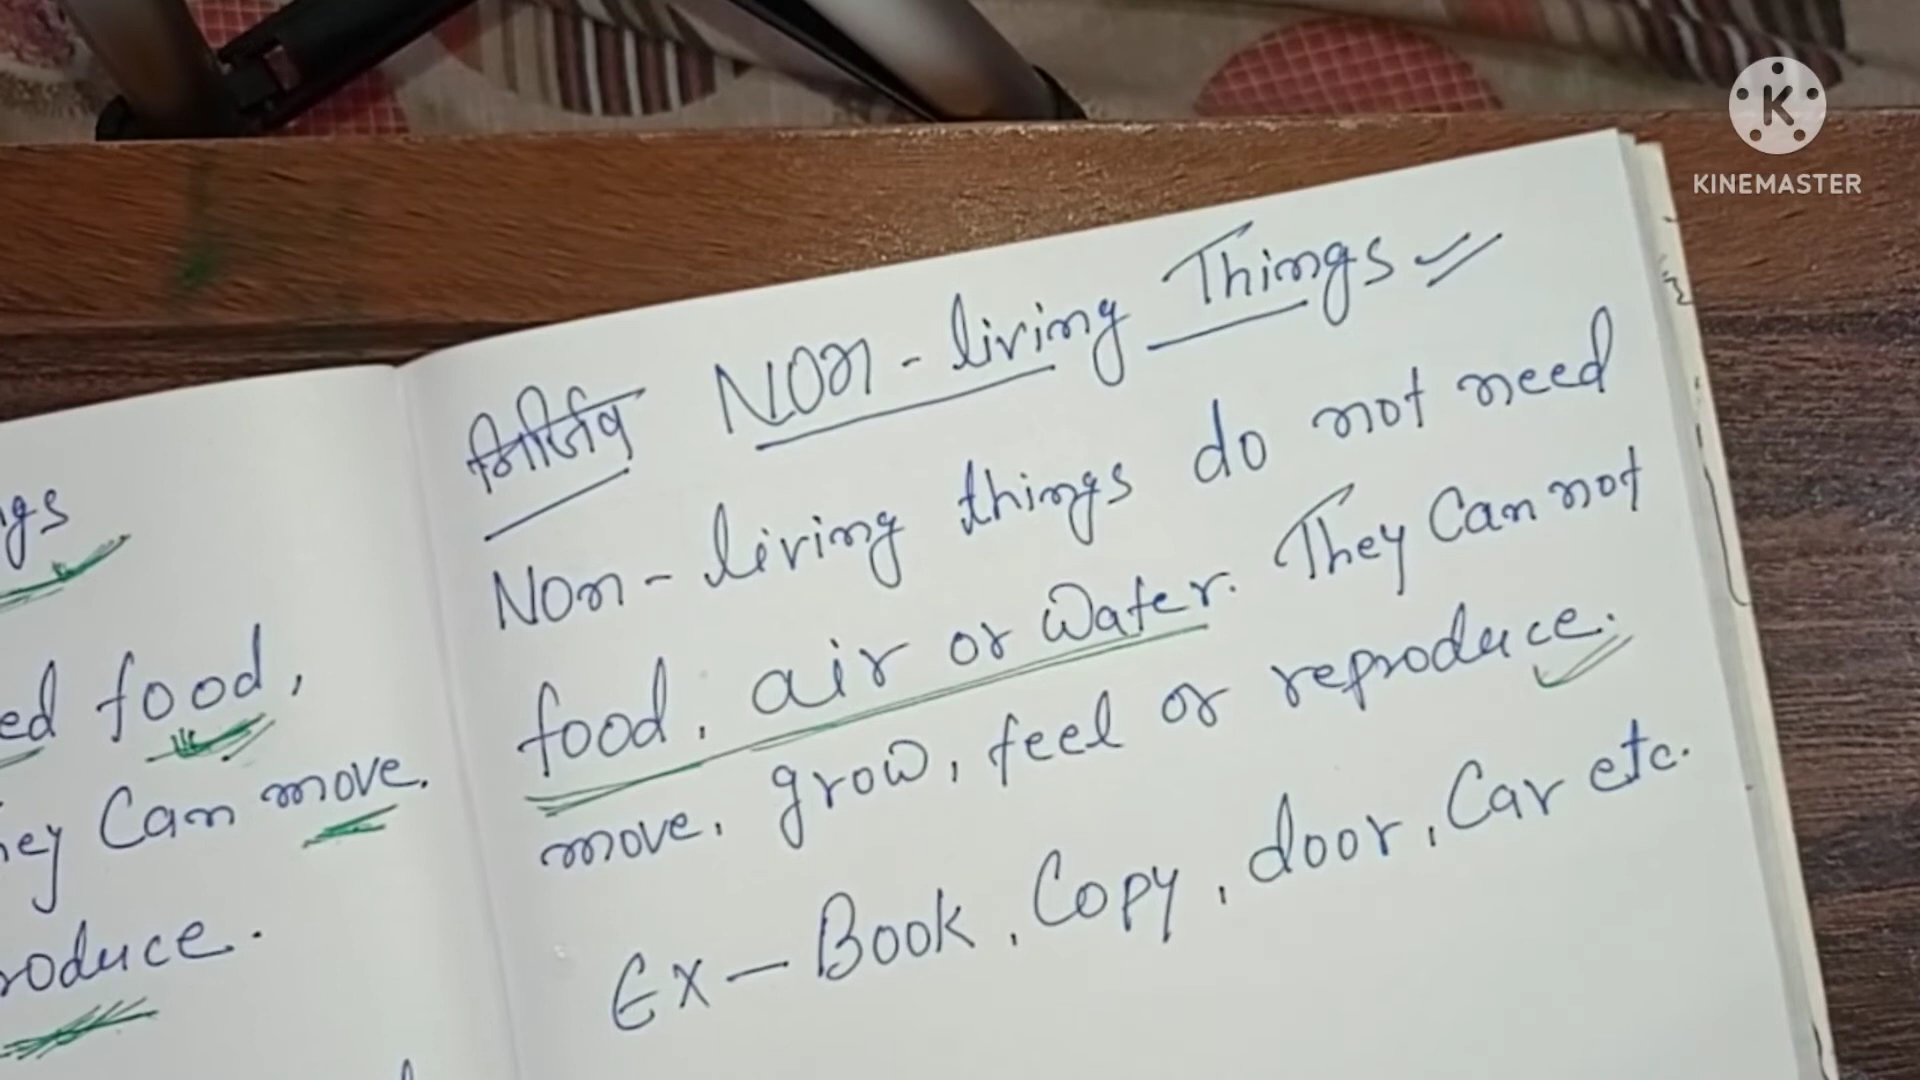 KINEMASTER
निर्जिव Non-living Things
Non-living things do not need
food, air or water. They Can not
move, grow, feel or reproduce.
Ex - Book, Copy, door, Car etc.
gs
ed food,
ey Can move.
roduce.